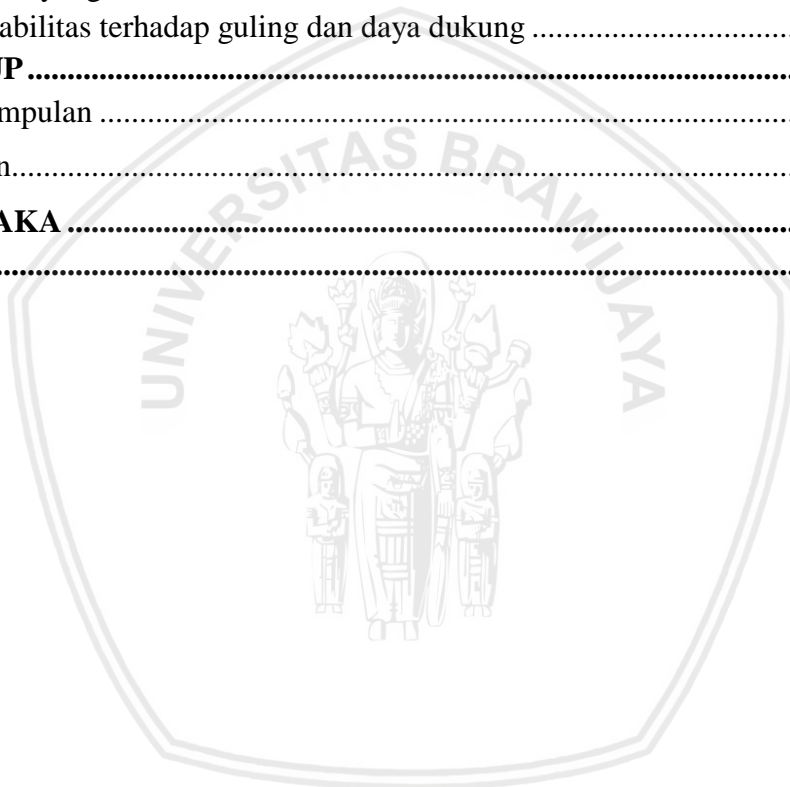 abilitas terhadap guling dan daya dukung ................................
UP ................................................................................
mpulan ................................................................................
n................................................................................
AKA ................................................................................
................................................................................
UNIVERSITAS BRAWIJAYA